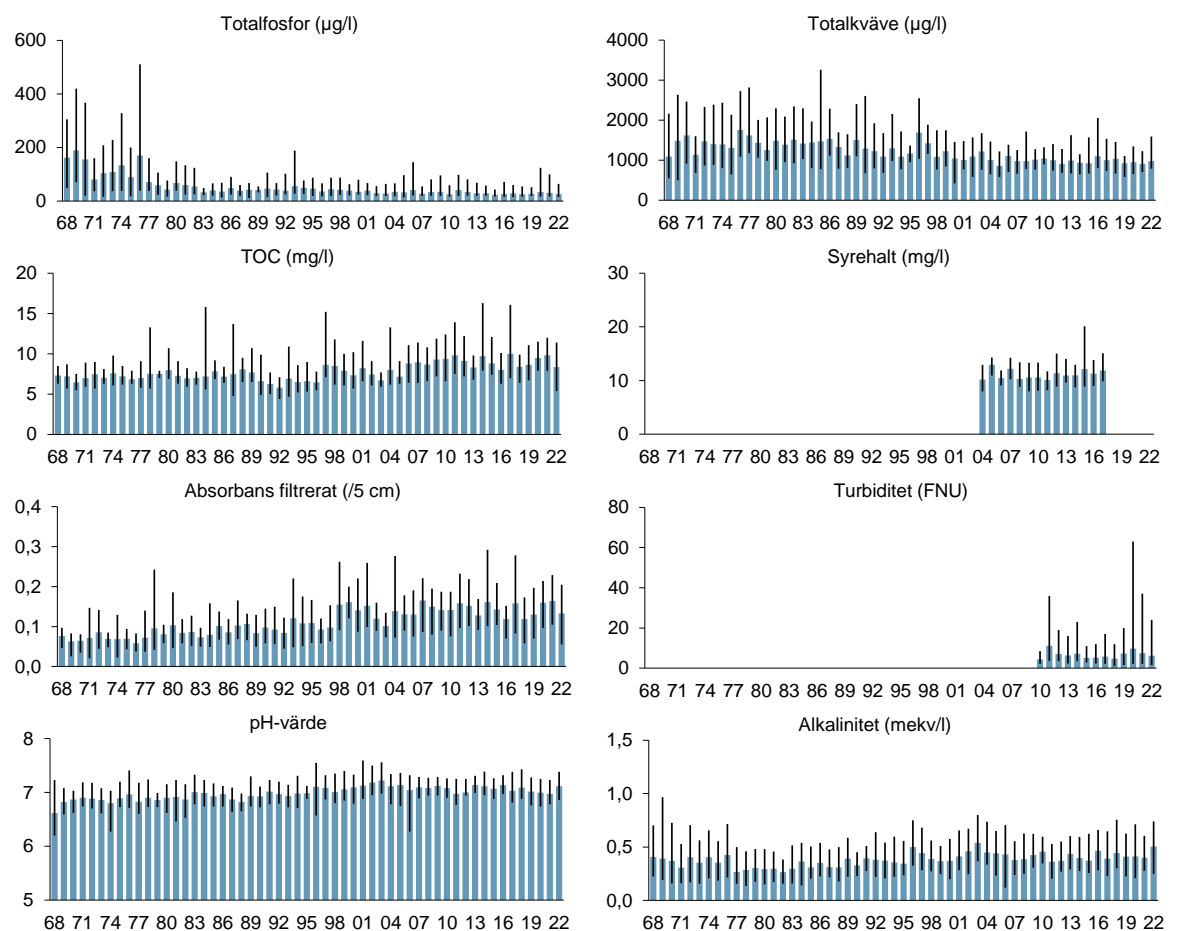 Totalfosfor (µg/l)
600
400
200
0
68 71 74 77 80 83 86 89 92 95 98 01 04 07 10 13 16 19 22
Totalkväve (µg/l)
4000
3000
2000
1000
0
68 71 74 77 80 83 86 89 92 95 98 01 04 07 10 13 16 19 22
TOC (mg/l)
20
15
10
5
0
68 71 74 77 80 83 86 89 92 95 98 01 04 07 10 13 16 19 22
Syrehalt (mg/l)
30
20
10
0
68 71 74 77 80 83 86 89 92 95 98 01 04 07 10 13 16 19 22
Absorbans filtrerat (/5 cm)
0,4
0,3
0,2
0,1
0,0
68 71 74 77 80 83 86 89 92 95 98 01 04 07 10 13 16 19 22
Turbiditet (FNU)
80
60
40
20
0
68 71 74 77 80 83 86 89 92 95 98 01 04 07 10 13 16 19 22
pH-värde
8
7
6
5
68 71 74 77 80 83 86 89 92 95 98 01 04 07 10 13 16 19 22
Alkalinitet (mekv/l)
1,5
1,0
0,5
0,0
68 71 74 77 80 83 86 89 92 95 98 01 04 07 10 13 16 19 22